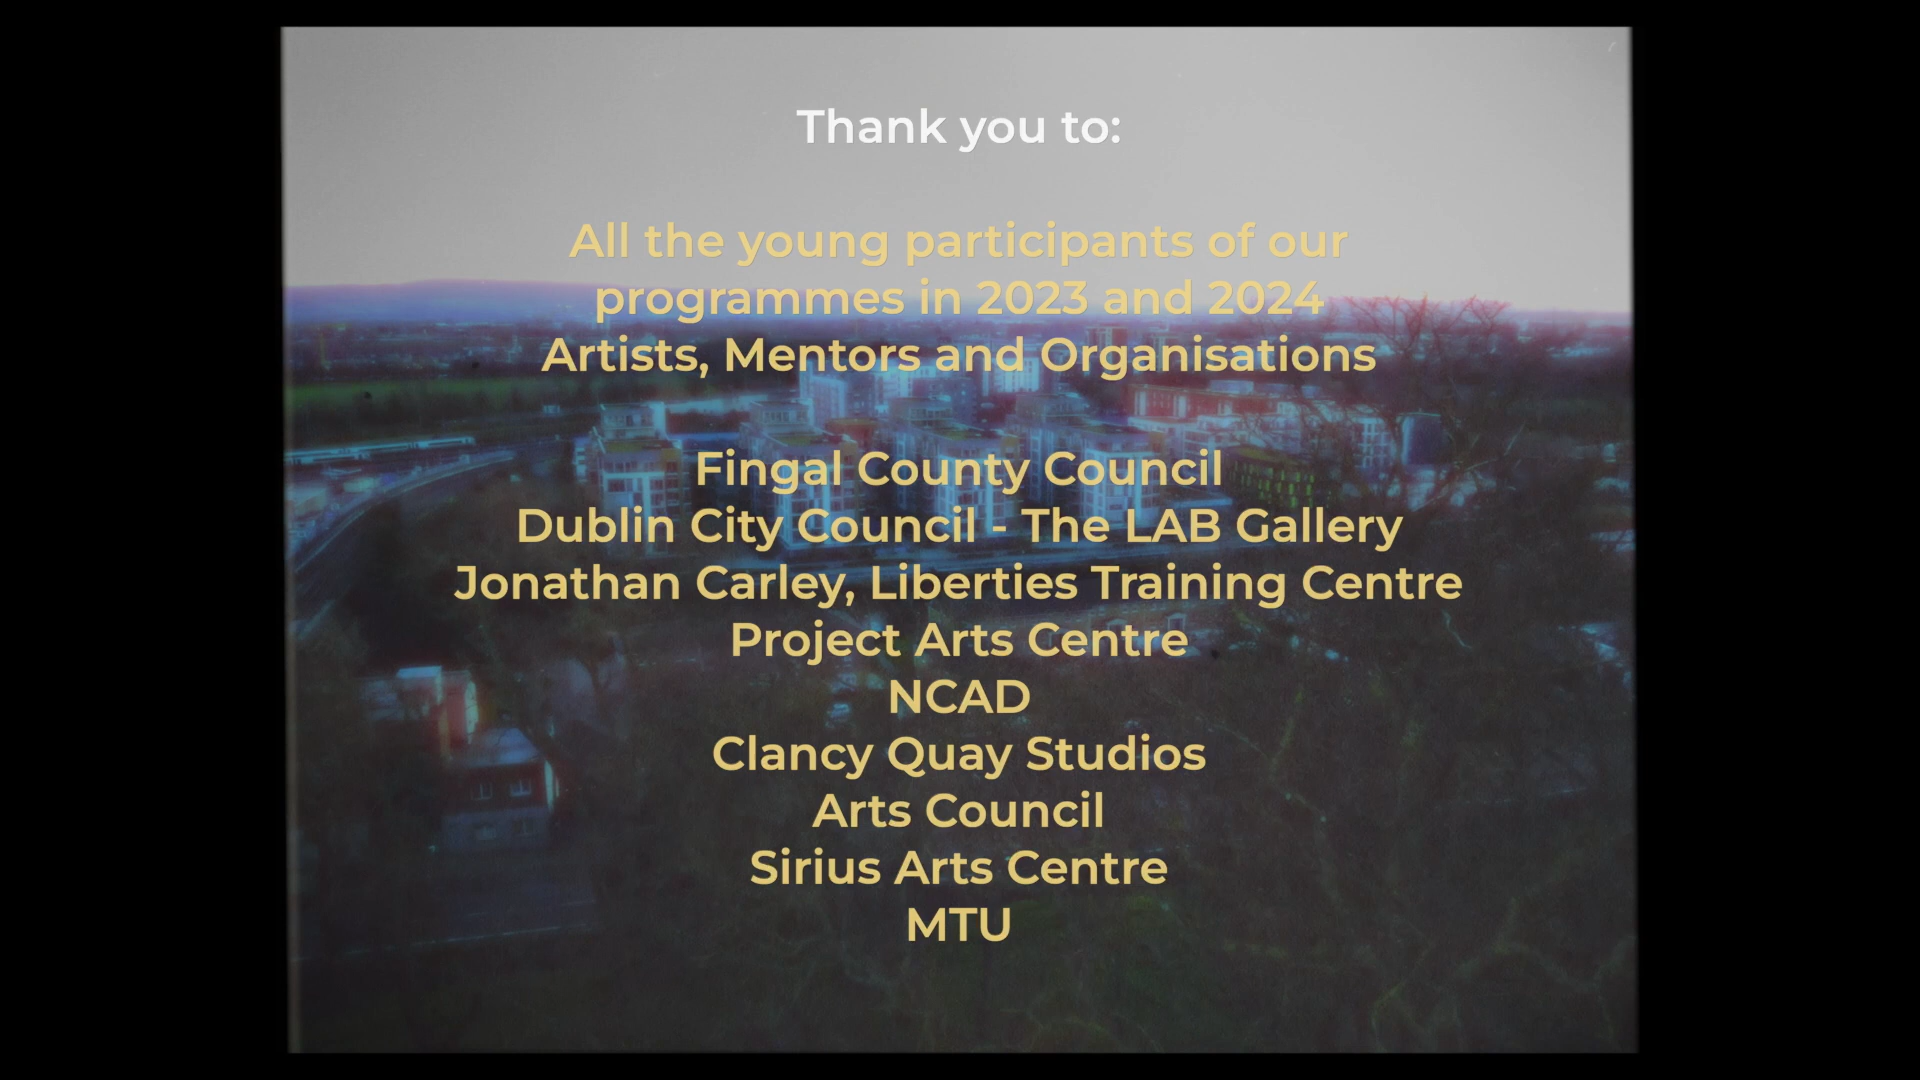 Thank you to:
All the young participants of our
programmes in 2023 and 2024
Artists, Mentors and Organisations
Fingal County Council
Dublin City Council - The LAB Gallery
Jonathan Carley, Liberties Training Centre
Project Arts Centre
NCAD
Clancy Quay Studios
Arts Council
Sirius Arts Centre
MTU